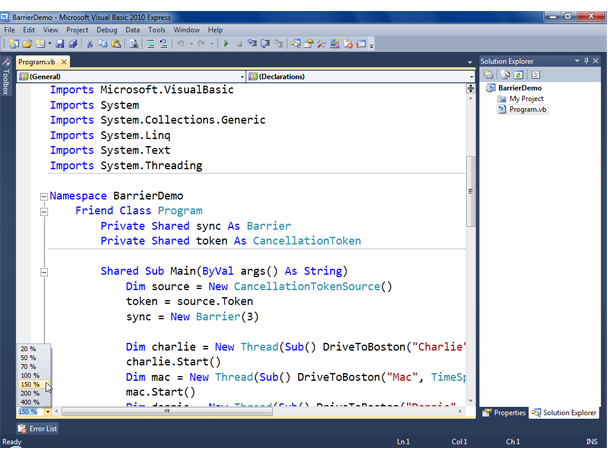 BarrierDemo - Microsoft Visual Basic 2010 Express
File Edit View Project Debug Data Tools Window Help
Toolbox
Program.vb
(General) (Declarations)
Imports Microsoft.VisualBasic
Imports System
Imports System.Collections.Generic
Imports System.Linq
Imports System.Text
Imports System.Threading
Namespace BarrierDemo
Friend Class Program
Private Shared sync As Barrier
Private Shared token As CancellationToken
Shared Sub Main(ByVal args() As String)
Dim source = New CancellationTokenSource()
token = source.Token
sync = New Barrier(3)
Dim charlie = New Thread(Sub() DriveToBoston("Charlie"
charlie.Start()
Dim mac = New Thread(Sub() DriveToBoston("Mac", TimeSp
mac.Start()
20 %
50 %
70 %
100 %
150 %
200 %
400 %
150 %
Solution Explorer
BarrierDemo
My Project
Program.vb
Properties Solution Explorer
Error List
Ready Ln 1 Col 1 Ch 1 INS